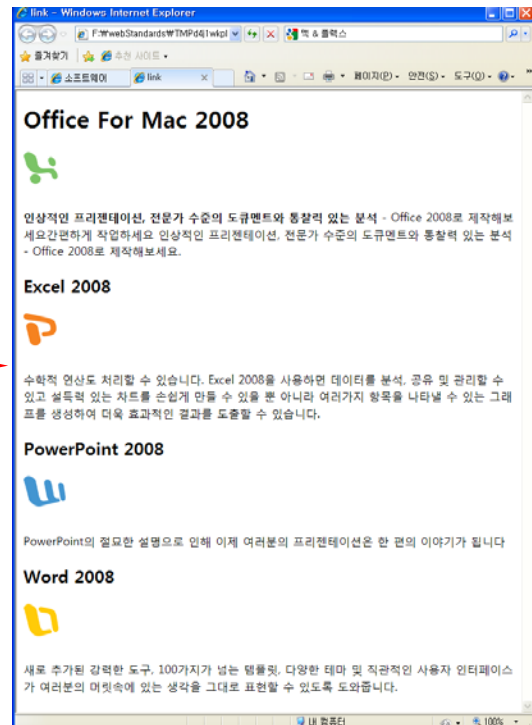 link - Windows Internet Explorer
F:₩webStandards₩TMPd4j1wkpl 맥 & 플렉스
즐겨찾기 추천 사이트
소프트웨어 link 페이지(P) 안전(S) 도구(O)
Office For Mac 2008
인상적인 프리젠테이션, 전문가 수준의 도큐멘트와 통찰력 있는 분석 - Office 2008로 제작해보
세요간편하게 작업하세요 인상적인 프리젠테이션, 전문가 수준의 도큐멘트와 통찰력 있는 분석
- Office 2008로 제작해보세요.
Excel 2008
수학적 연산도 처리할 수 있습니다. Excel 2008을 사용하면 데이터를 분석, 공유 및 관리할 수
있고 설득력 있는 차트를 손쉽게 만들 수 있을 뿐 아니라 여러가지 항목을 나타낼 수 있는 그래
프를 생성하여 더욱 효과적인 결과를 도출할 수 있습니다.
PowerPoint 2008
PowerPoint의 절묘한 설명으로 인해 이제 여러분의 프리젠테이션은 한 편의 이야기가 됩니다
Word 2008
새로 추가된 강력한 도구, 100가지가 넘는 템플릿, 다양한 테마 및 직관적인 사용자 인터페이스
가 여러분의 머릿속에 있는 생각을 그대로 표현할 수 있도록 도와줍니다.
내 컴퓨터 100%